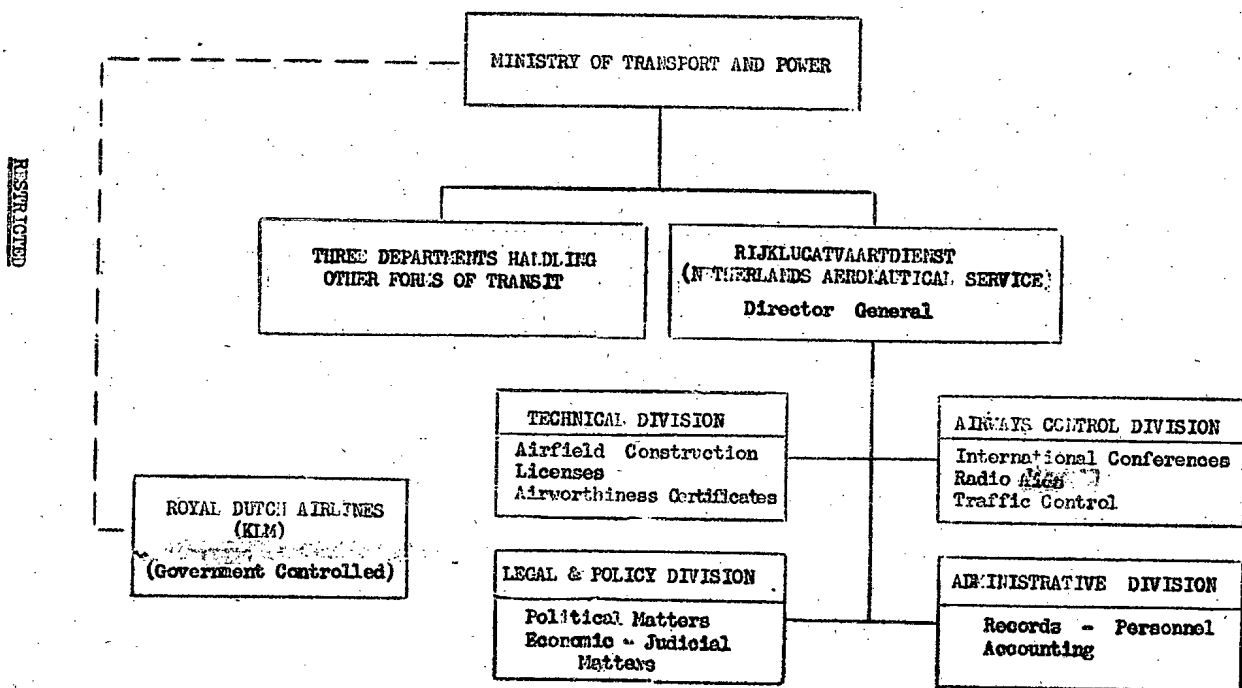 MINISTRY OF TRANSPORT AND POWER
RESTRICTED
THREE DEPARTMENTS HANDLING
OTHER FORMS OF TRANSIT
RIJKLUCATVAARTDIENST
(NETHERLANDS AERONAUTICAL SERVICE)
Director General
TECHNICAL DIVISION
Airfield Construction
Licenses
Airworthiness Certificates
AIRWAYS CONTROL DIVISION
International Conferences
Radio Aids
Traffic Control
ROYAL DUTCH AIRLINES
(KLM)
(Government Controlled)
LEGAL & POLICY DIVISION
Political Matters
Economic - Judicial
Matters
ADMINISTRATIVE DIVISION
Records - Personnel
Accounting